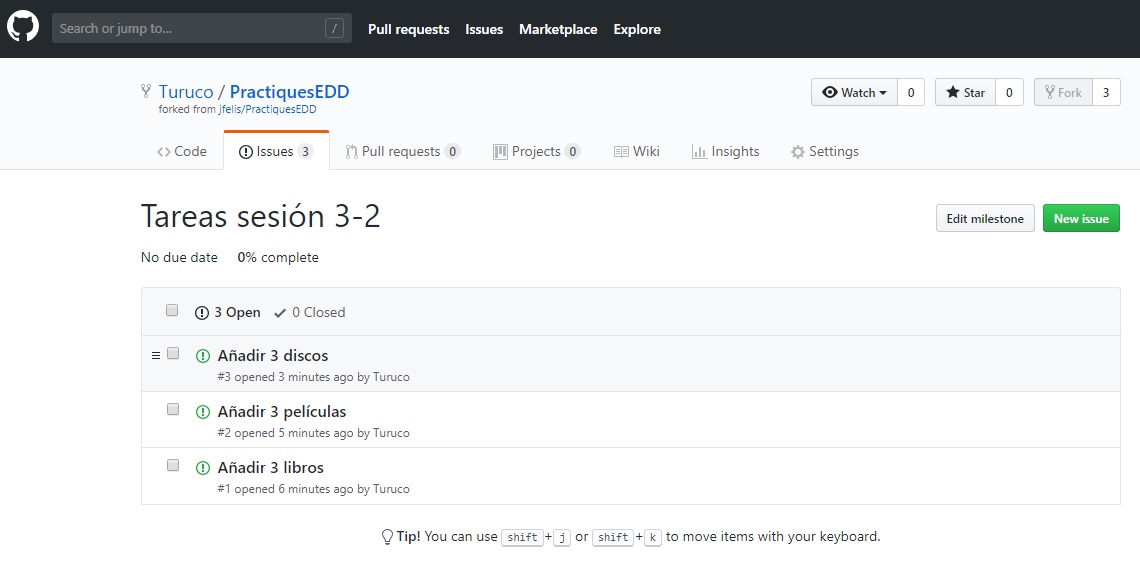 Search or jump to... /
Pull requests Issues Marketplace Explore
Turuco / PractiquesEDD
forked from jfelis/PractiquesEDD
Watch 0 Star 0 Fork 3
Code Issues 3 Pull requests 0 Projects 0 Wiki Insights Settings
Tareas sesión 3-2
Edit milestone New issue
No due date 0% complete
3 Open 0 Closed
Añadir 3 discos
#3 opened 3 minutes ago by Turuco
Añadir 3 películas
#2 opened 5 minutes ago by Turuco
Añadir 3 libros
#1 opened 6 minutes ago by Turuco
Tip! You can use shift+j or shift+k to move items with your keyboard.